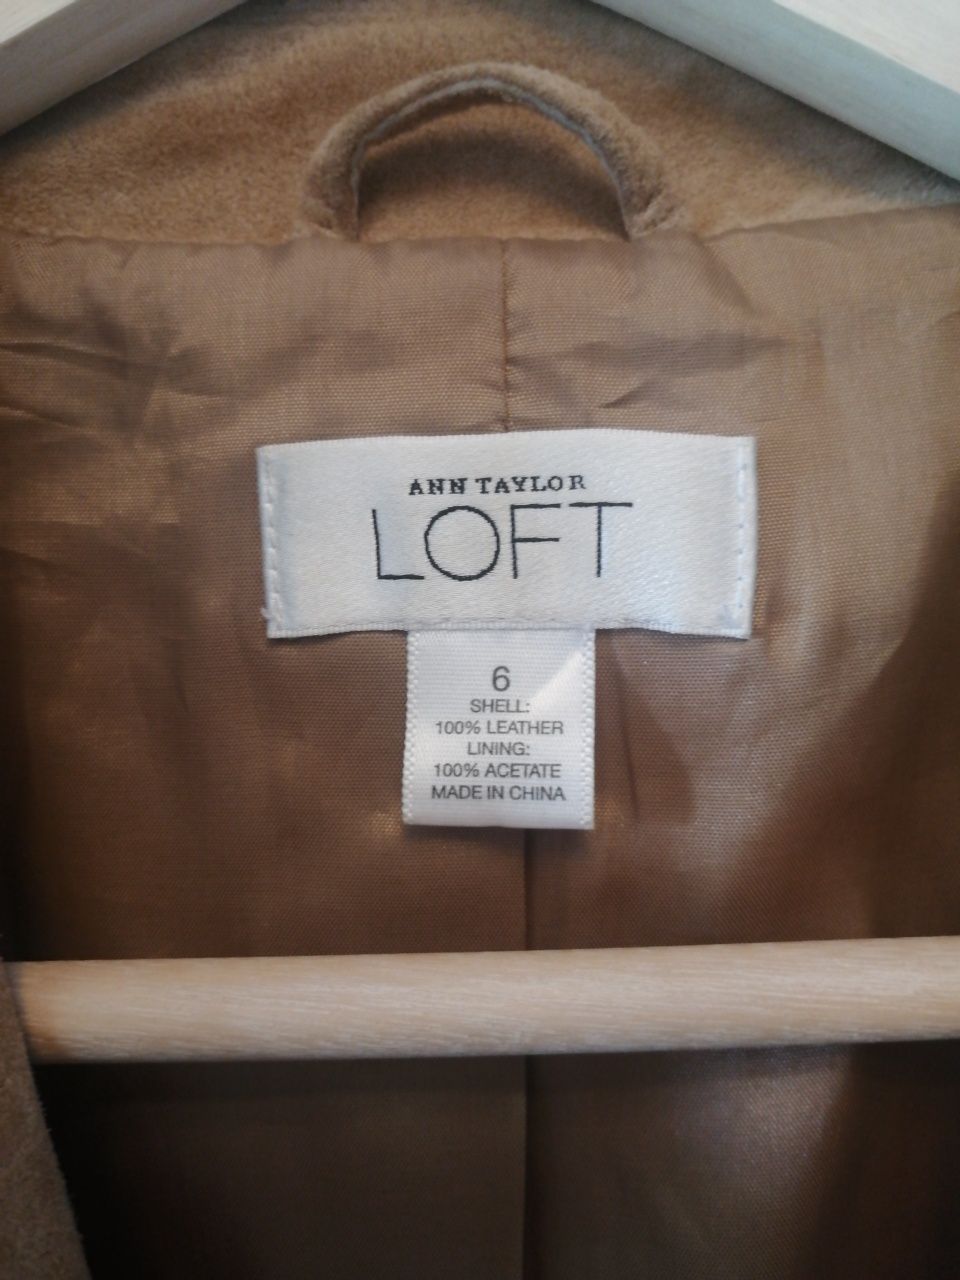 ANN TAYLOR
LOFT
6
SHELL:
100% LEATHER
LINING:
100% ACETATE
MADE IN CHINA